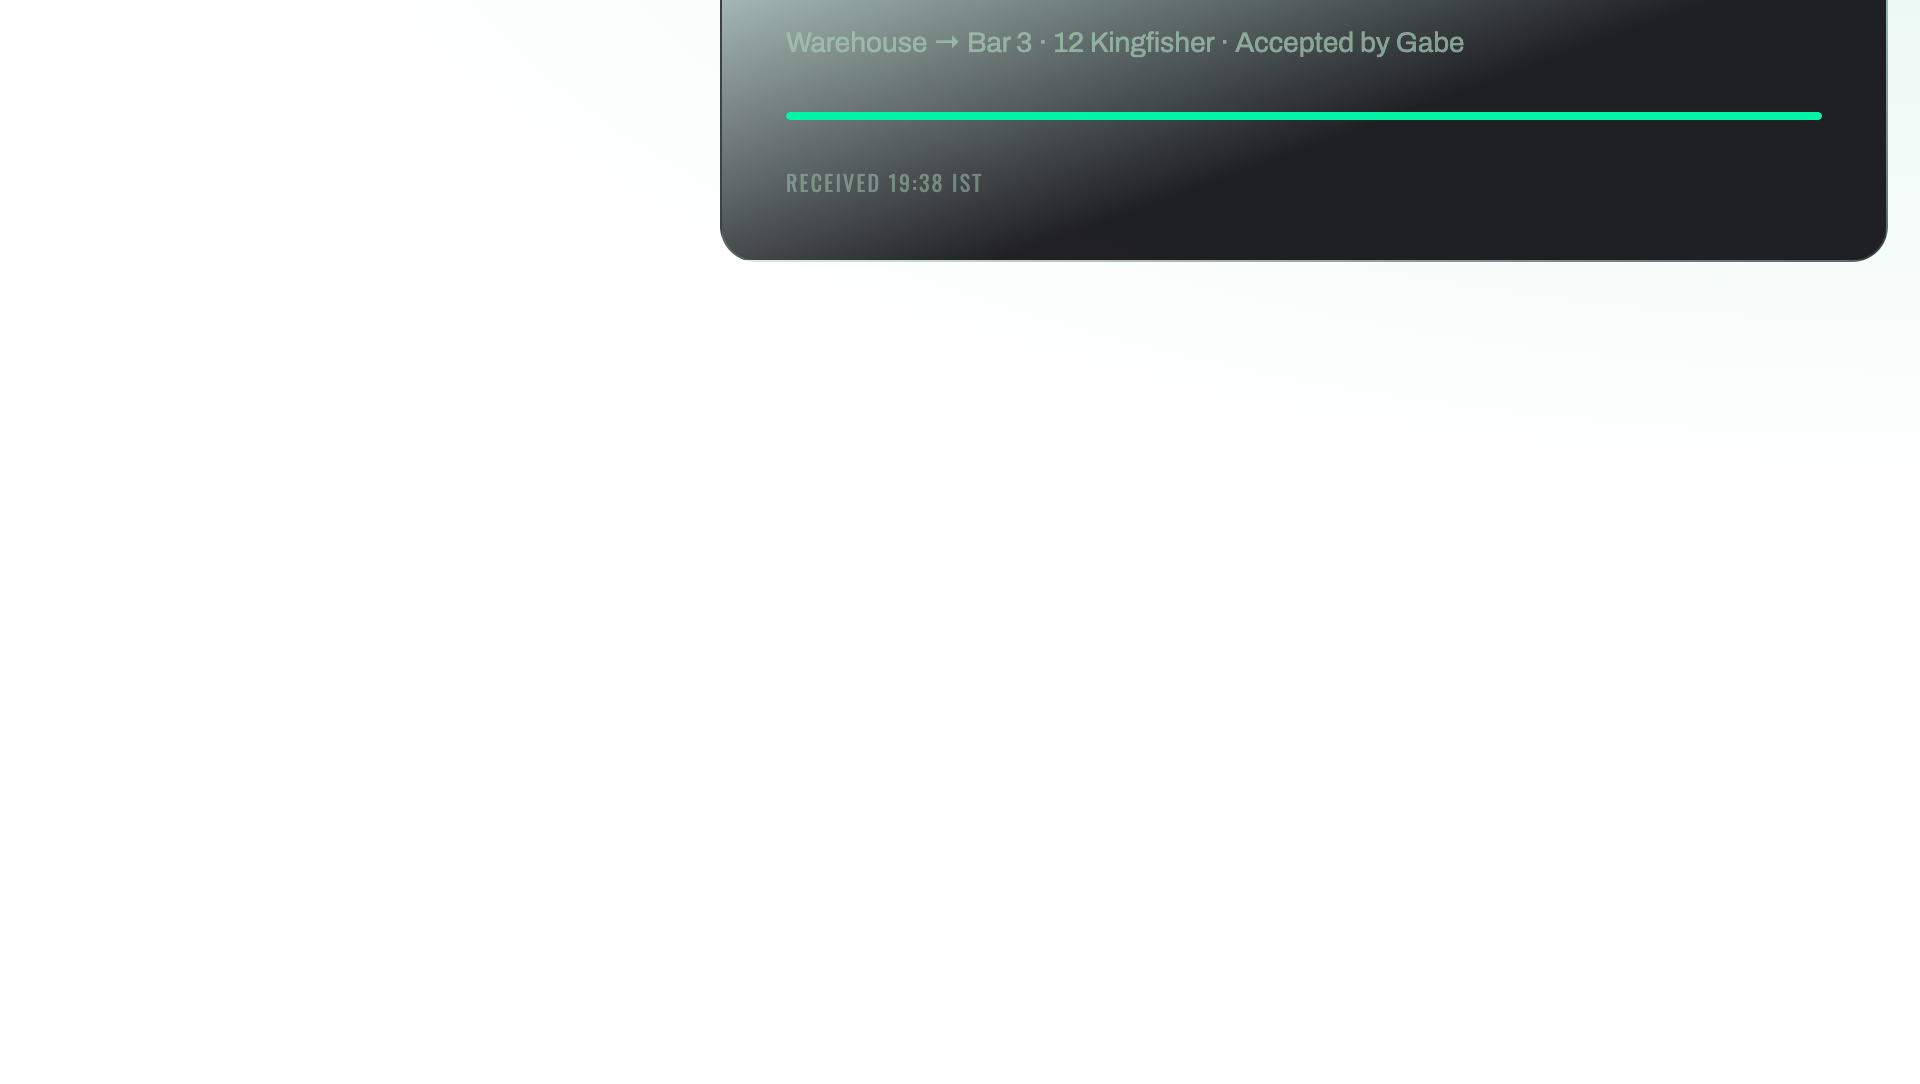 Warehouse → Bar 3 · 12 Kingfisher · Accepted by Gabe
RECEIVED 19:38 IST